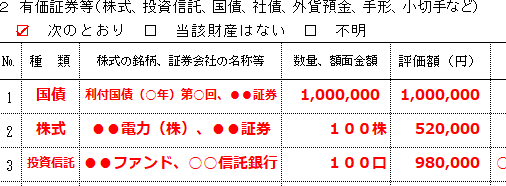 2 有価証券等（株式、投資信託、国債、社債、外貨預金、手形、小切手など）
☑ 次のとおり □ 当該財産はない □ 不明
No. 種 類 株式の銘柄、証券会社の名称等 数量、額面金額 評価額（円）
1 国債 利付国債（○年）第○回、●●証券 1,000,000 1,000,000
2 株式 ●●電力（株）、●●証券 １００株 520,000
3 投資信託 ●●ファンド、○○信託銀行 １００口 980,000 ○